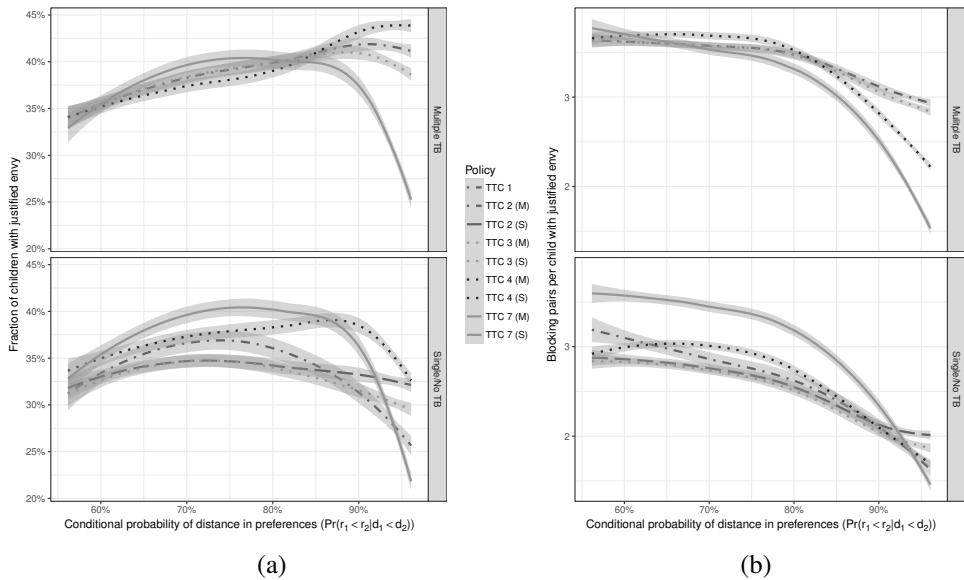 45%
40%
35%
30%
25%
20%
Mulitple TB
45%
40%
35%
30%
25%
20%
Single/No TB
Fraction of children with justified envy
60%
70%
80%
90%
Conditional probability of distance in preferences (Pr(r1 < r2|d1 < d2))
(a)
Policy
TTC 1
TTC 2 (M)
TTC 2 (S)
TTC 3 (M)
TTC 3 (S)
TTC 4 (M)
TTC 4 (S)
TTC 7 (M)
TTC 7 (S)
3
2
Mulitple TB
3
2
Single/No TB
Blocking pairs per child with justified envy
60%
70%
80%
90%
Conditional probability of distance in preferences (Pr(r1 < r2|d1 < d2))
(b)